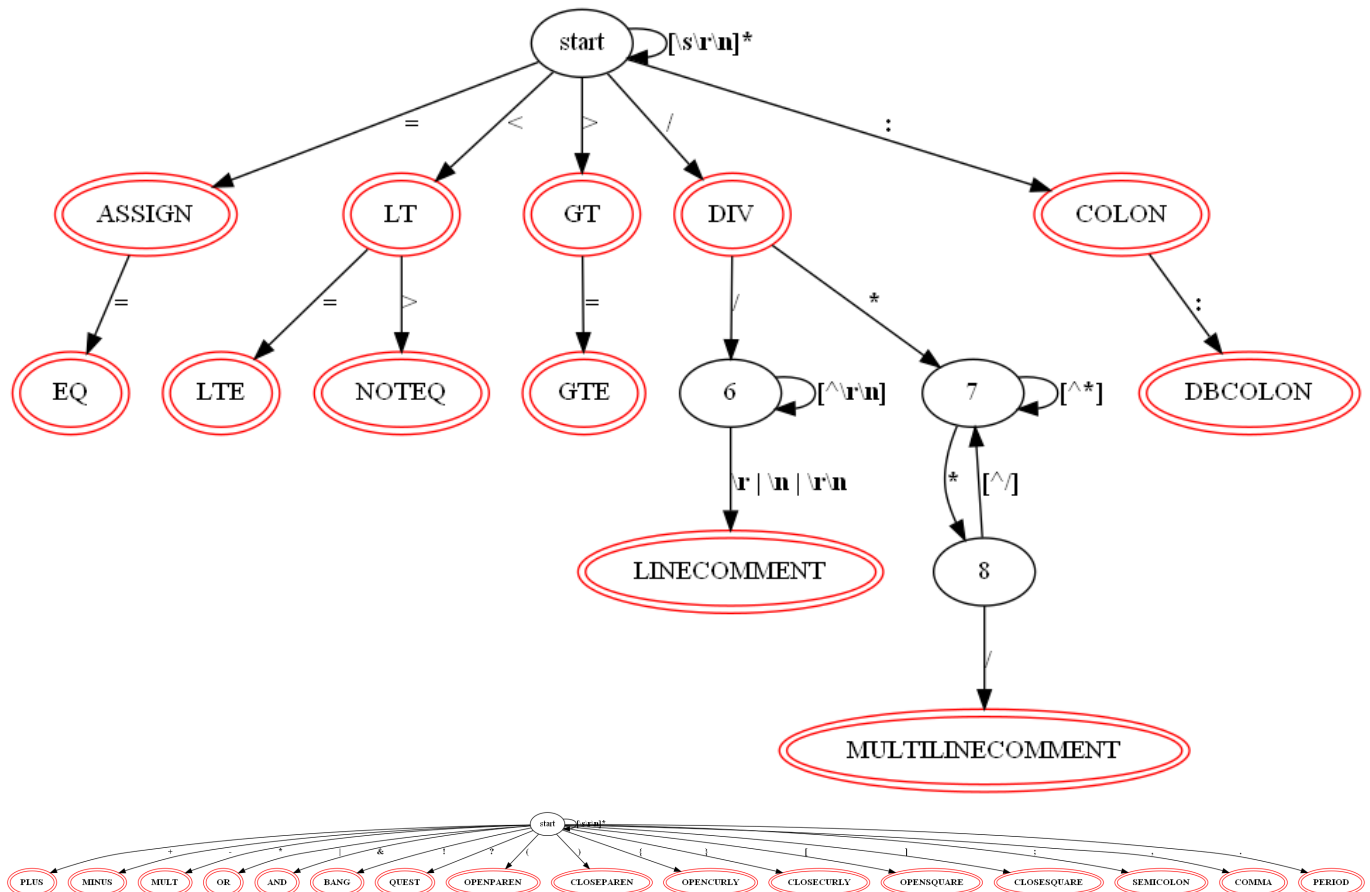 start [\s\r\n]*
= < > / :
ASSIGN LT GT DIV COLON
= = > = / * :
EQ LTE NOTEQ GTE 6 [^\r\n] 7 [^*] DBCOLON
\r | \n | \r\n * [^/]
LINECOMMENT 8
/
MULTILINECOMMENT
start [\s\r\n]*
+ - * | & ! ? ( ) { } [ ] ; , .
PLUS MINUS MULT OR AND BANG QUEST OPENPAREN CLOSEPAREN OPENCURLY CLOSECURLY OPENSQUARE CLOSESQUARE SEMICOLON COMMA PERIOD